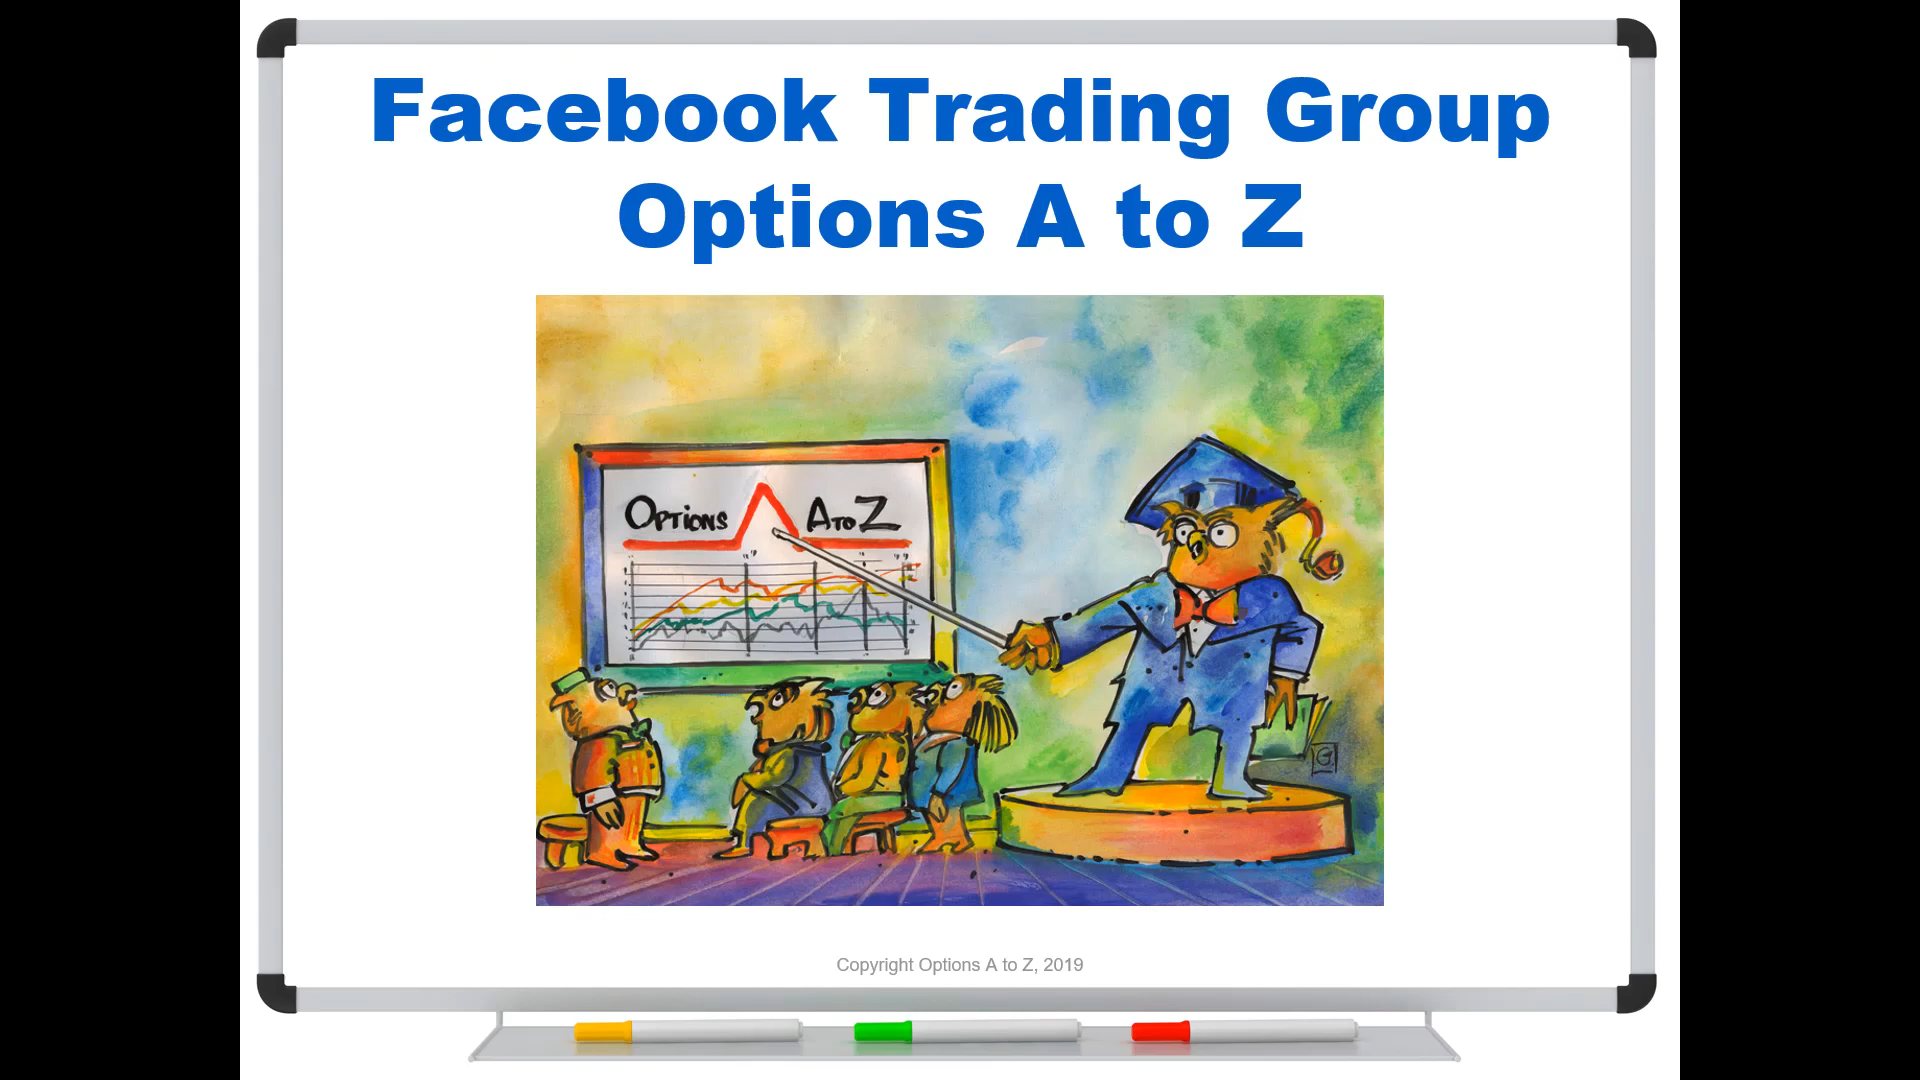 Facebook Trading Group
Options A to Z
OPTIONS A TO Z
G
Copyright Options A to Z, 2019